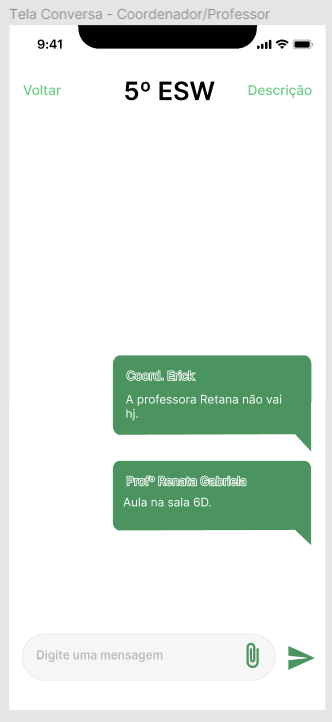 Tela Conversa - Coordenador/Professor
9:41
Voltar 5º ESW Descrição
Coord. Erick
A professora Retana não vai
hj.
Profª Renata Gabriela
Aula na sala 6D.
Digite uma mensagem